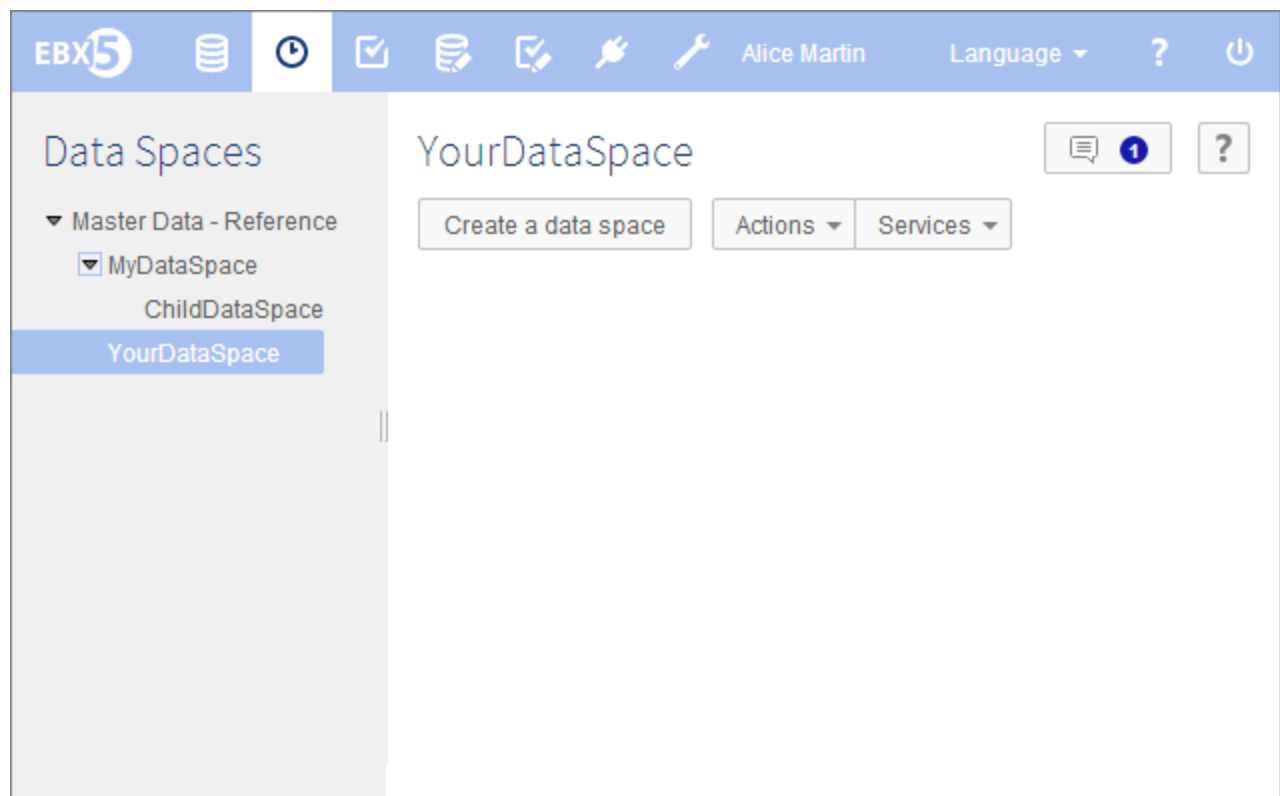 EBX5 Alice Martin Language ?
Data Spaces
Master Data - Reference
MyDataSpace
ChildDataSpace
YourDataSpace
YourDataSpace
1 ?
Create a data space Actions Services